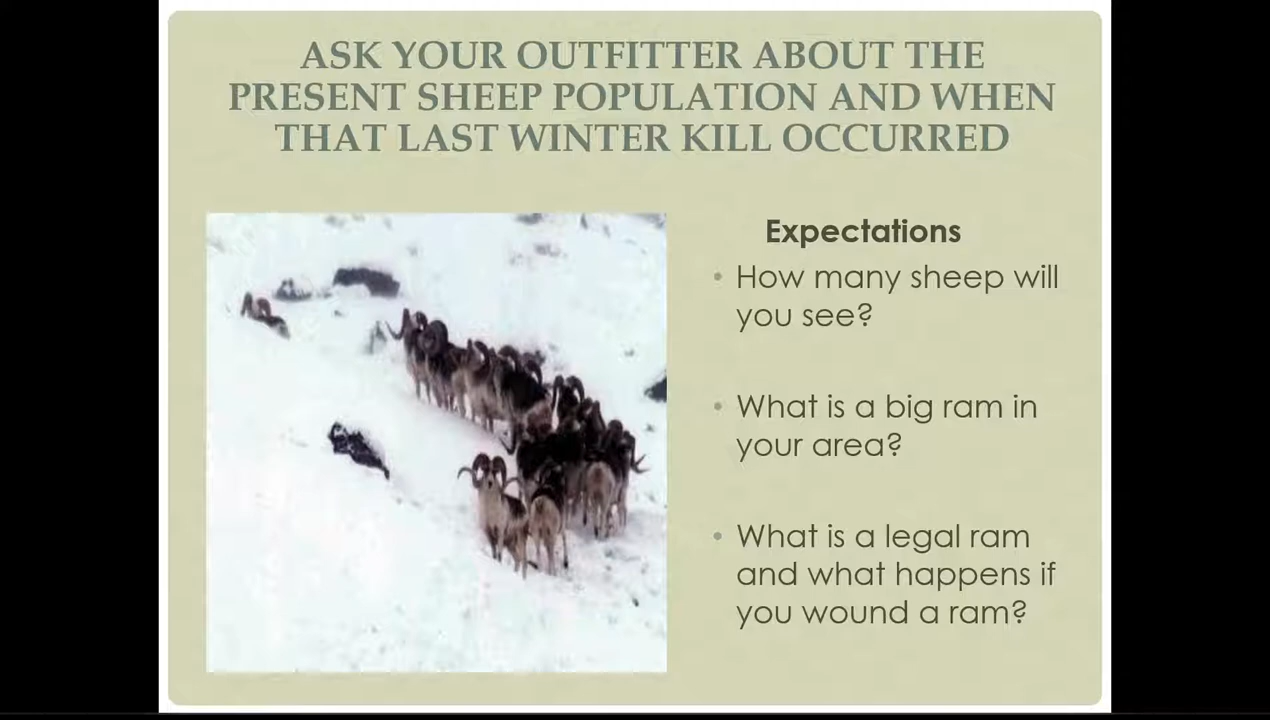 ASK YOUR OUTFITTER ABOUT THE
PRESENT SHEEP POPULATION AND WHEN
THAT LAST WINTER KILL OCCURRED
Expectations
• How many sheep will
you see?
• What is a big ram in
your area?
• What is a legal ram
and what happens if
you wound a ram?